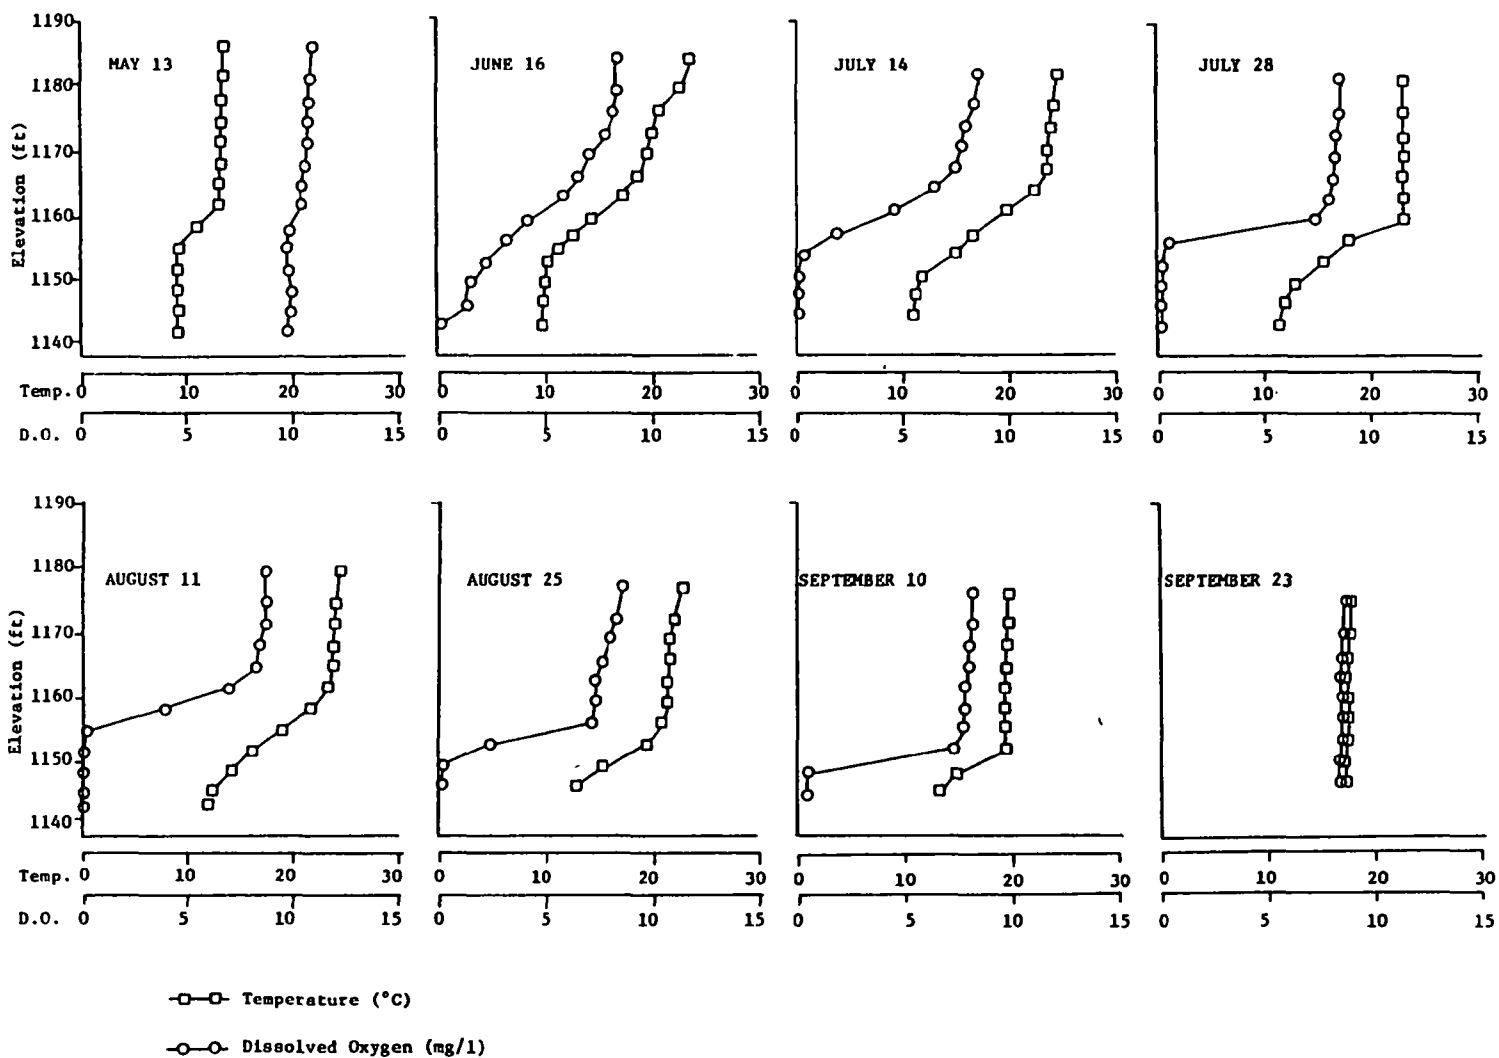 1190
1180
1170
1160
1150
1140
Elevation (ft)
MAY 13
JUNE 16
JULY 14
JULY 28
Temp. 0 10 20 30 0 10 20 30 0 10 20 30 0 10 20 30
D.O. 0 5 10 15 0 5 10 15 0 5 10 15 0 5 10 15
1190
1180
1170
1160
1150
1140
Elevation (ft)
AUGUST 11
AUGUST 25
SEPTEMBER 10
SEPTEMBER 23
Temp. 0 10 20 30 0 10 20 30 0 10 20 30 0 10 20 30
D.O. 0 5 10 15 0 5 10 15 0 5 10 15 0 5 10 15
Temperature (°C)
Dissolved Oxygen (mg/l)